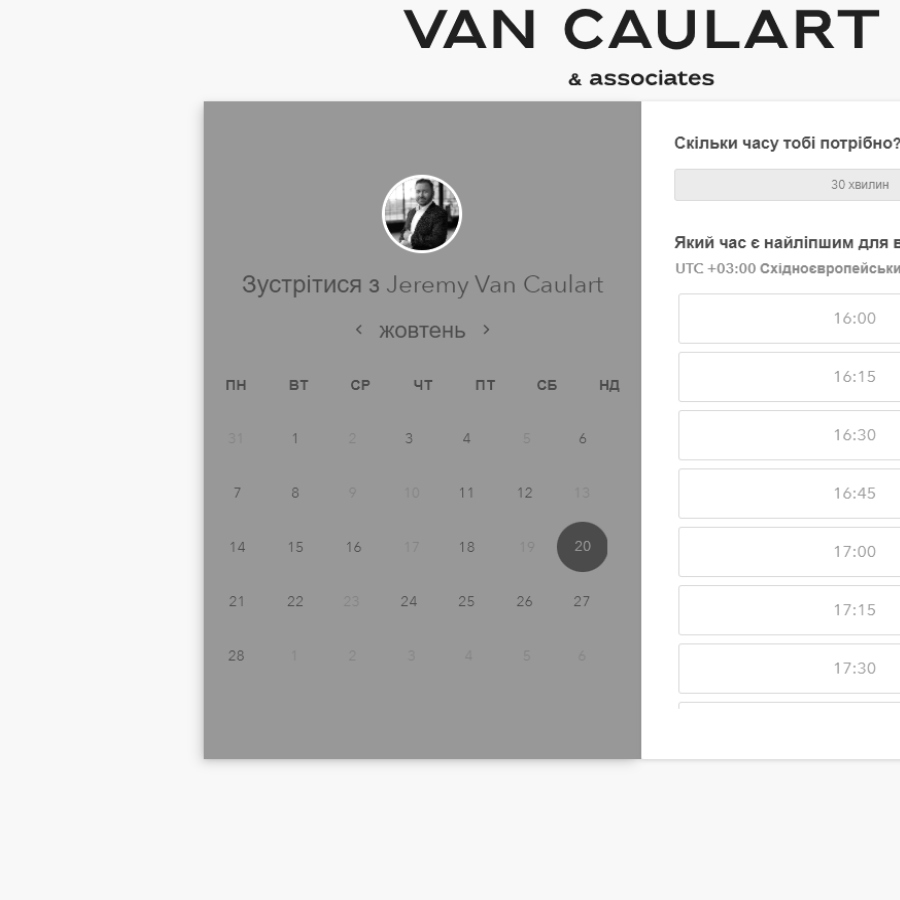 VAN CAULART
& associates
Зустрітися з Jeremy Van Caulart
жовтень
ПН ВТ СР ЧТ ПТ СБ НД
31 1 2 3 4 5 6
7 8 9 10 11 12 13
14 15 16 17 18 19 20
21 22 23 24 25 26 27
28 1 2 3 4 5 6
Скільки часу тобі потрібно?
30 хвилин
Який час є найліпшим для
UTC +03:00 Східноєвропейськи
16:00
16:15
16:30
16:45
17:00
17:15
17:30